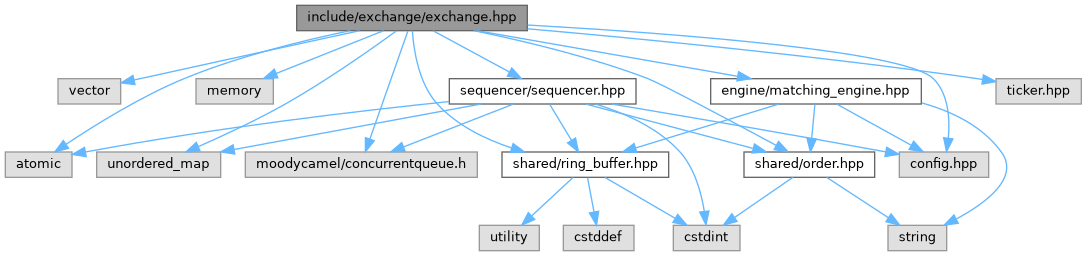 include/exchange/exchange.hpp
vector
memory
sequencer/sequencer.hpp
engine/matching_engine.hpp
ticker.hpp
atomic
unordered_map
moodycamel/concurrentqueue.h
shared/ring_buffer.hpp
shared/order.hpp
config.hpp
utility
cstddef
cstdint
string